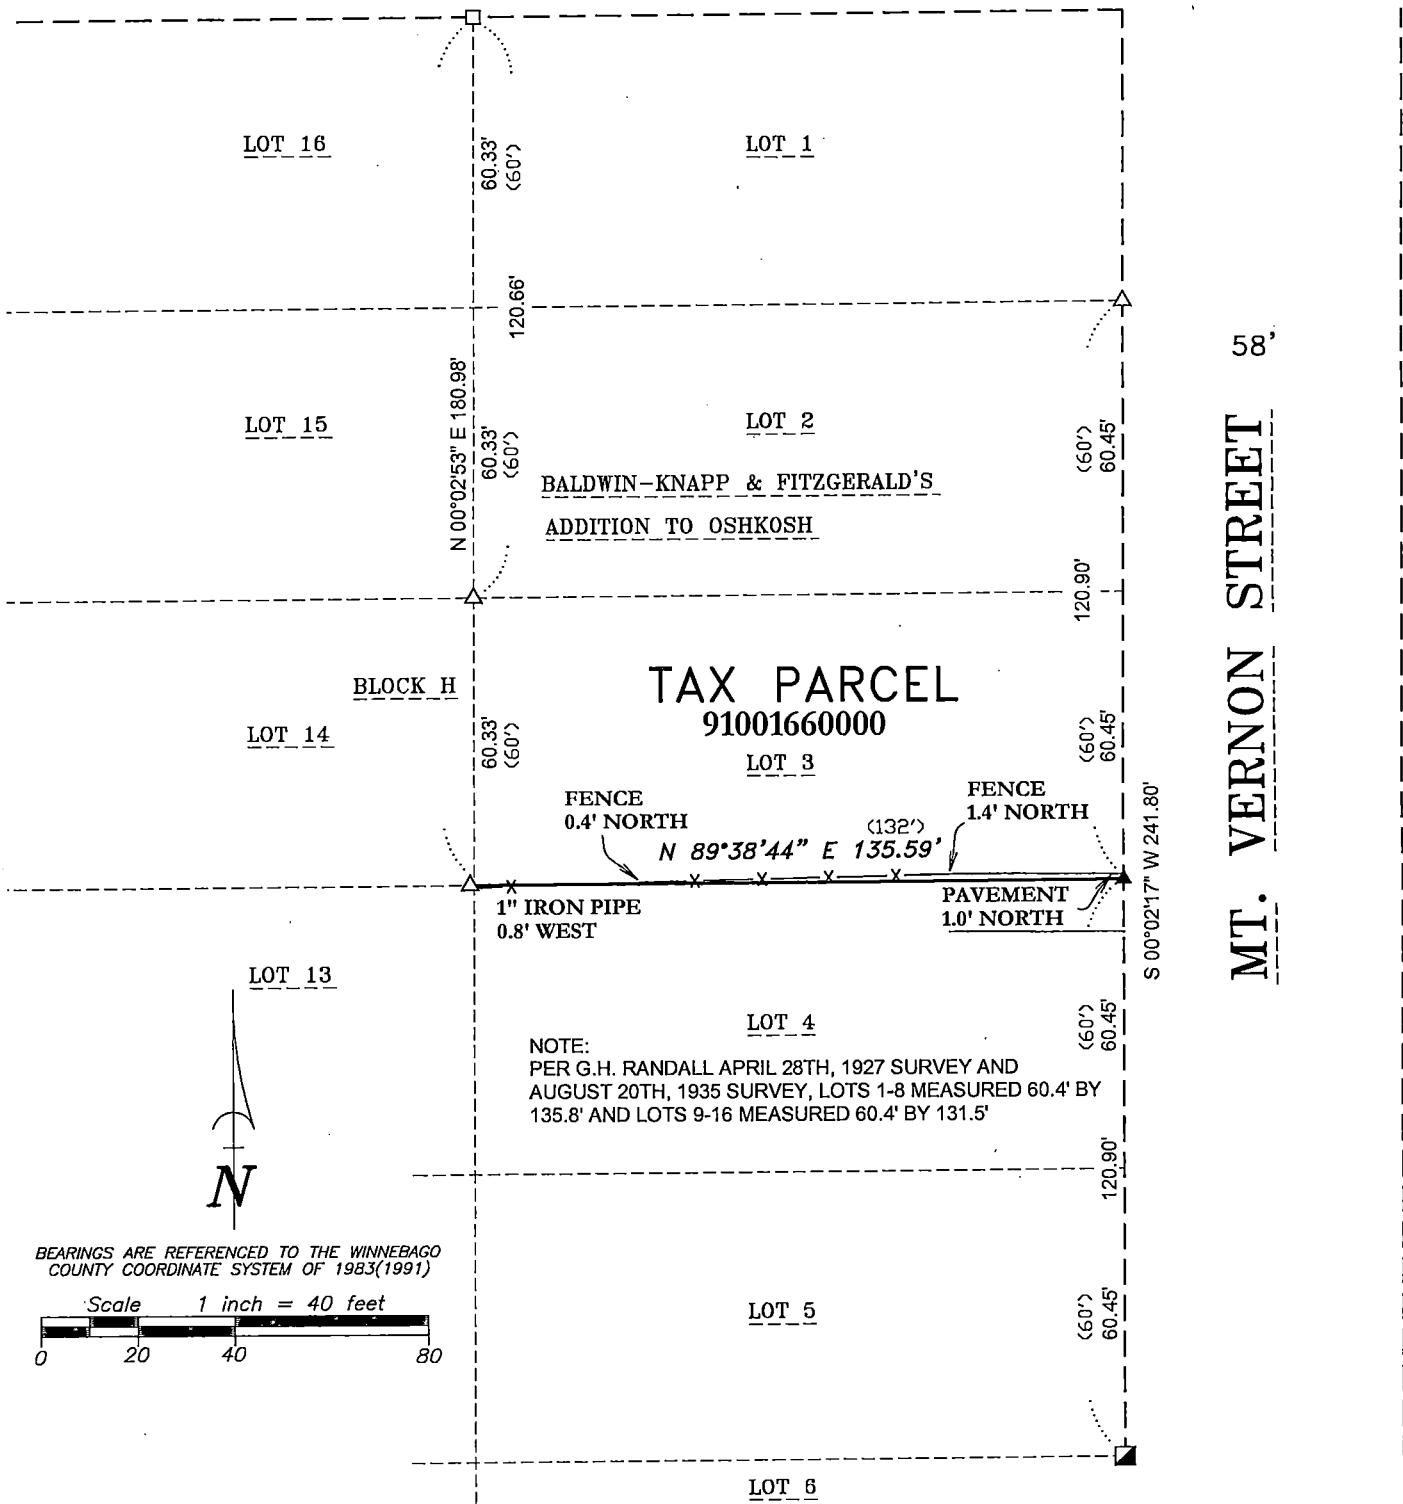 LOT 16
LOT 1
60.33'
(60')
120.66'
58'
N 00°02'53" E 180.98'
LOT 15
LOT 2
60.33'
(60')
(60')
60.45'
BALDWIN-KNAPP & FITZGERALD'S
ADDITION TO OSHKOSH
120.90'
MT. VERNON STREET
BLOCK H
TAX PARCEL
91001660000
LOT 14
60.33'
(60')
LOT 3
(60')
60.45'
FENCE
0.4' NORTH
FENCE
1.4' NORTH
(132')
N 89°38'44" E 135.59'
S 00°02'17" W 241.80'
1" IRON PIPE
0.8' WEST
PAVEMENT
1.0' NORTH
LOT 13
LOT 4
(60')
60.45'
NOTE:
PER G.H. RANDALL APRIL 28TH, 1927 SURVEY AND
AUGUST 20TH, 1935 SURVEY, LOTS 1-8 MEASURED 60.4' BY
135.8' AND LOTS 9-16 MEASURED 60.4' BY 131.5'
120.90'
N
BEARINGS ARE REFERENCED TO THE WINNEBAGO
COUNTY COORDINATE SYSTEM OF 1983(1991)
Scale 1 inch = 40 feet
0 20 40 80
LOT 5
(60')
60.45'
LOT 6